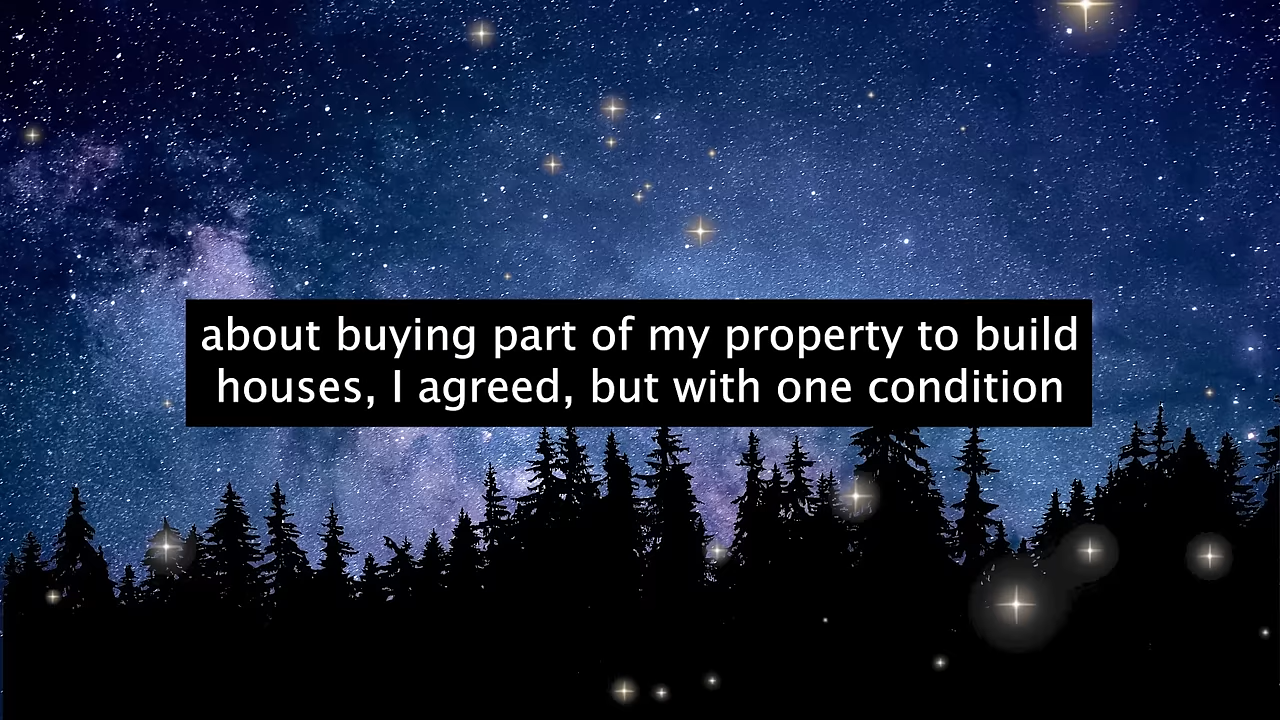 about buying part of my property to build
houses, I agreed, but with one condition